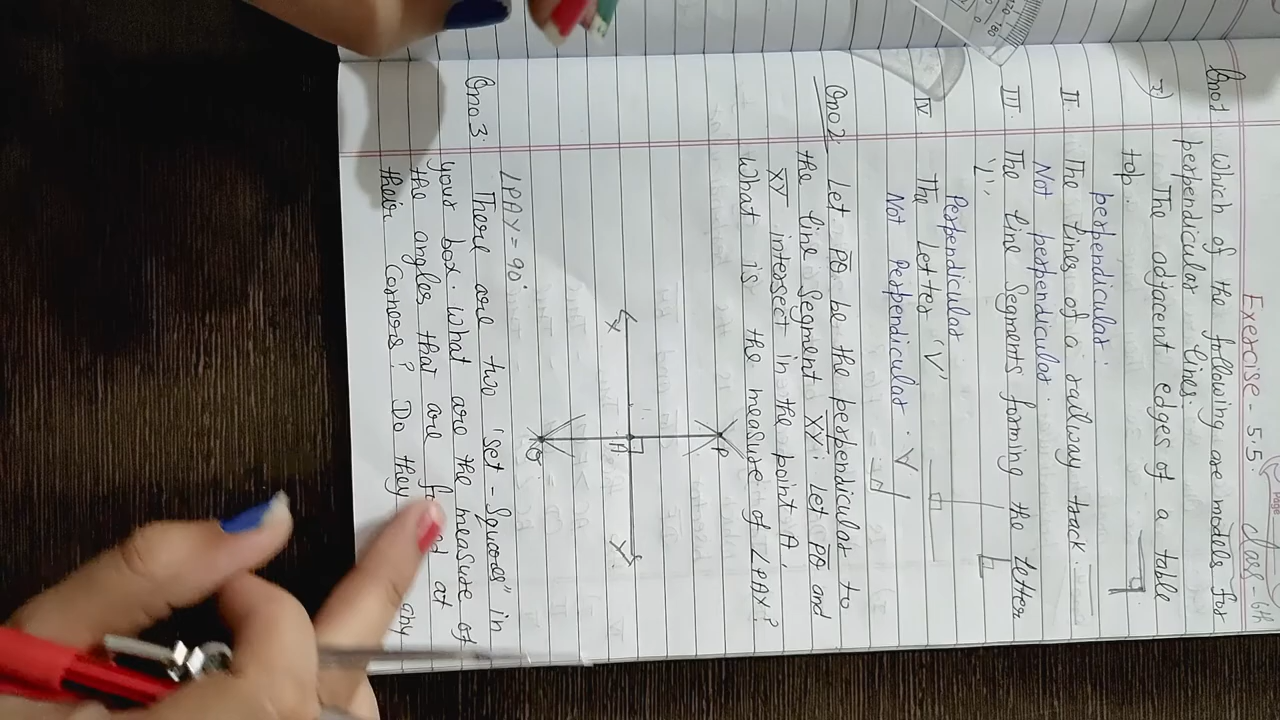 Exercise - 5.5. class - 6th
Page
Qno1. Which of the following are models for
perpendicular lines:
The adjacent edges of a table
top.
perpendicular.
II. The lines of a railway track.
Not perpendicular.
III. The line Segments forming the letter
'L'.
Perpendicular
IV The Letter 'V'
Not Perpendicular. V
Qno2. Let PQ be the perpendicular to
the line Segment XY. Let PQ and
XY intersect in the point A.
What is the measure of ∠PAX?
P
X A Y
Q
∠PAY = 90°
Qno3. There are two "Set - Squares" in
your box. what are the measure of
the angles that are at
their corners? Do they any